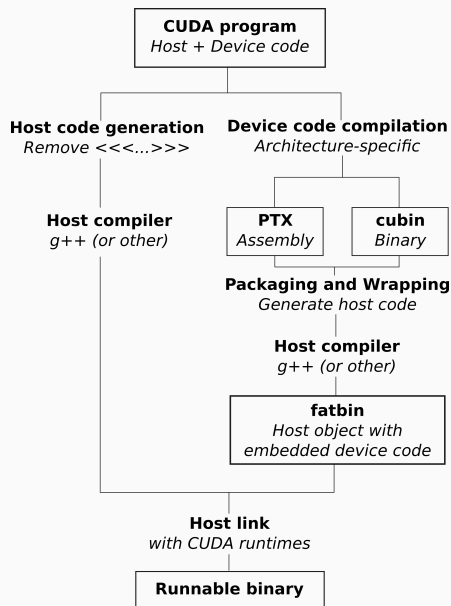 CUDA program
Host + Device code
Host code generation
Remove <<<...>>>
Device code compilation
Architecture-specific
Host compiler
g++ (or other)
PTX
Assembly
cubin
Binary
Packaging and Wrapping
Generate host code
Host compiler
g++ (or other)
fatbin
Host object with
embedded device code
Host link
with CUDA runtimes
Runnable binary